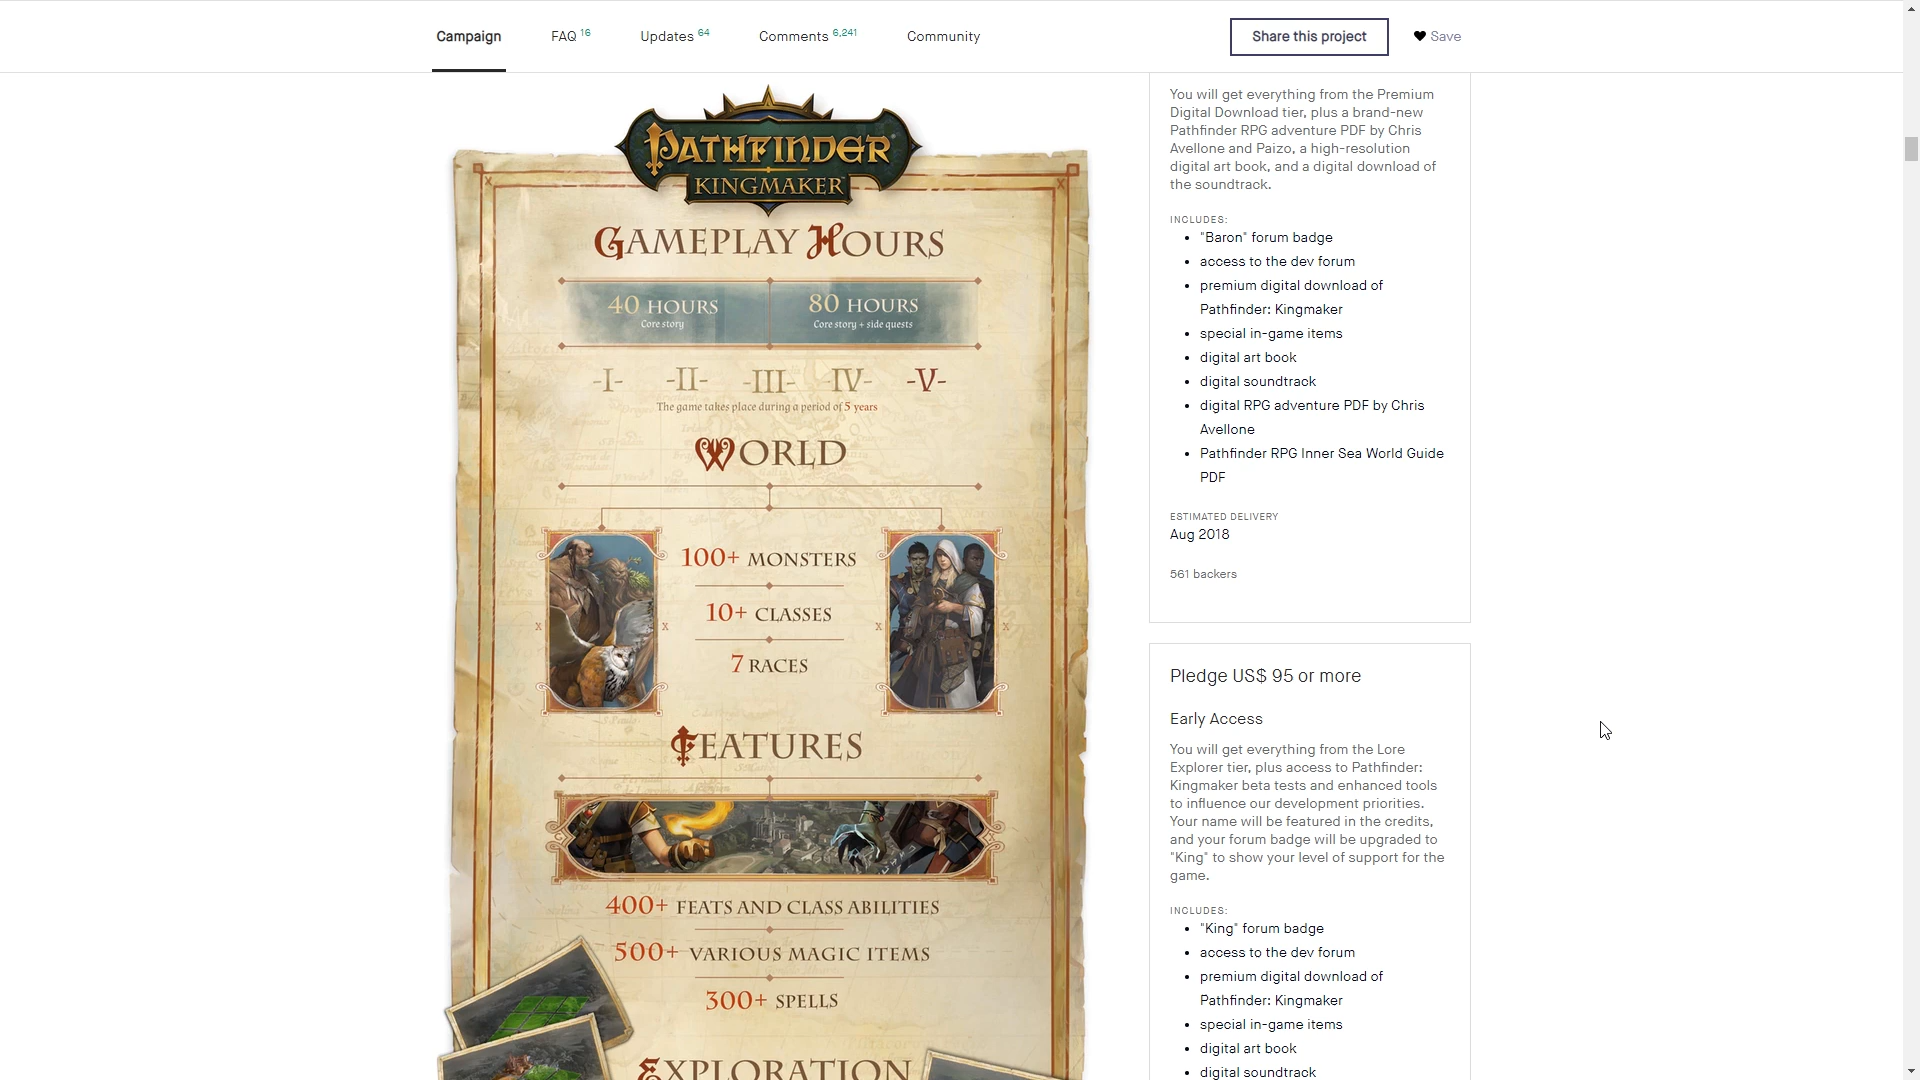 Campaign
FAQ 16
Updates 64
Comments 6,241
Community
Share this project
Save
PATHFINDER
KINGMAKER
GAMEPLAY HOURS
40 HOURS
Core story
80 HOURS
Core story + side quests
-I- -II- -III- -IV- -V-
The game takes place during a period of 5 years
WORLD
100+ MONSTERS
10+ CLASSES
7 RACES
FEATURES
400+ FEATS AND CLASS ABILITIES
500+ VARIOUS MAGIC ITEMS
300+ SPELLS
EXPLORATION
You will get everything from the Premium
Digital Download tier, plus a brand-new
Pathfinder RPG adventure PDF by Chris
Avellone and Paizo, a high-resolution
digital art book, and a digital download of
the soundtrack.
INCLUDES:
"Baron" forum badge
access to the dev forum
premium digital download of
Pathfinder: Kingmaker
special in-game items
digital art book
digital soundtrack
digital RPG adventure PDF by Chris
Avellone
Pathfinder RPG Inner Sea World Guide
PDF
ESTIMATED DELIVERY
Aug 2018
561 backers
Pledge US$ 95 or more
Early Access
You will get everything from the Lore
Explorer tier, plus access to Pathfinder:
Kingmaker beta tests and enhanced tools
to influence our development priorities.
Your name will be featured in the credits,
and your forum badge will be upgraded to
"King" to show your level of support for the
game.
INCLUDES:
"King" forum badge
access to the dev forum
premium digital download of
Pathfinder: Kingmaker
special in-game items
digital art book
digital soundtrack